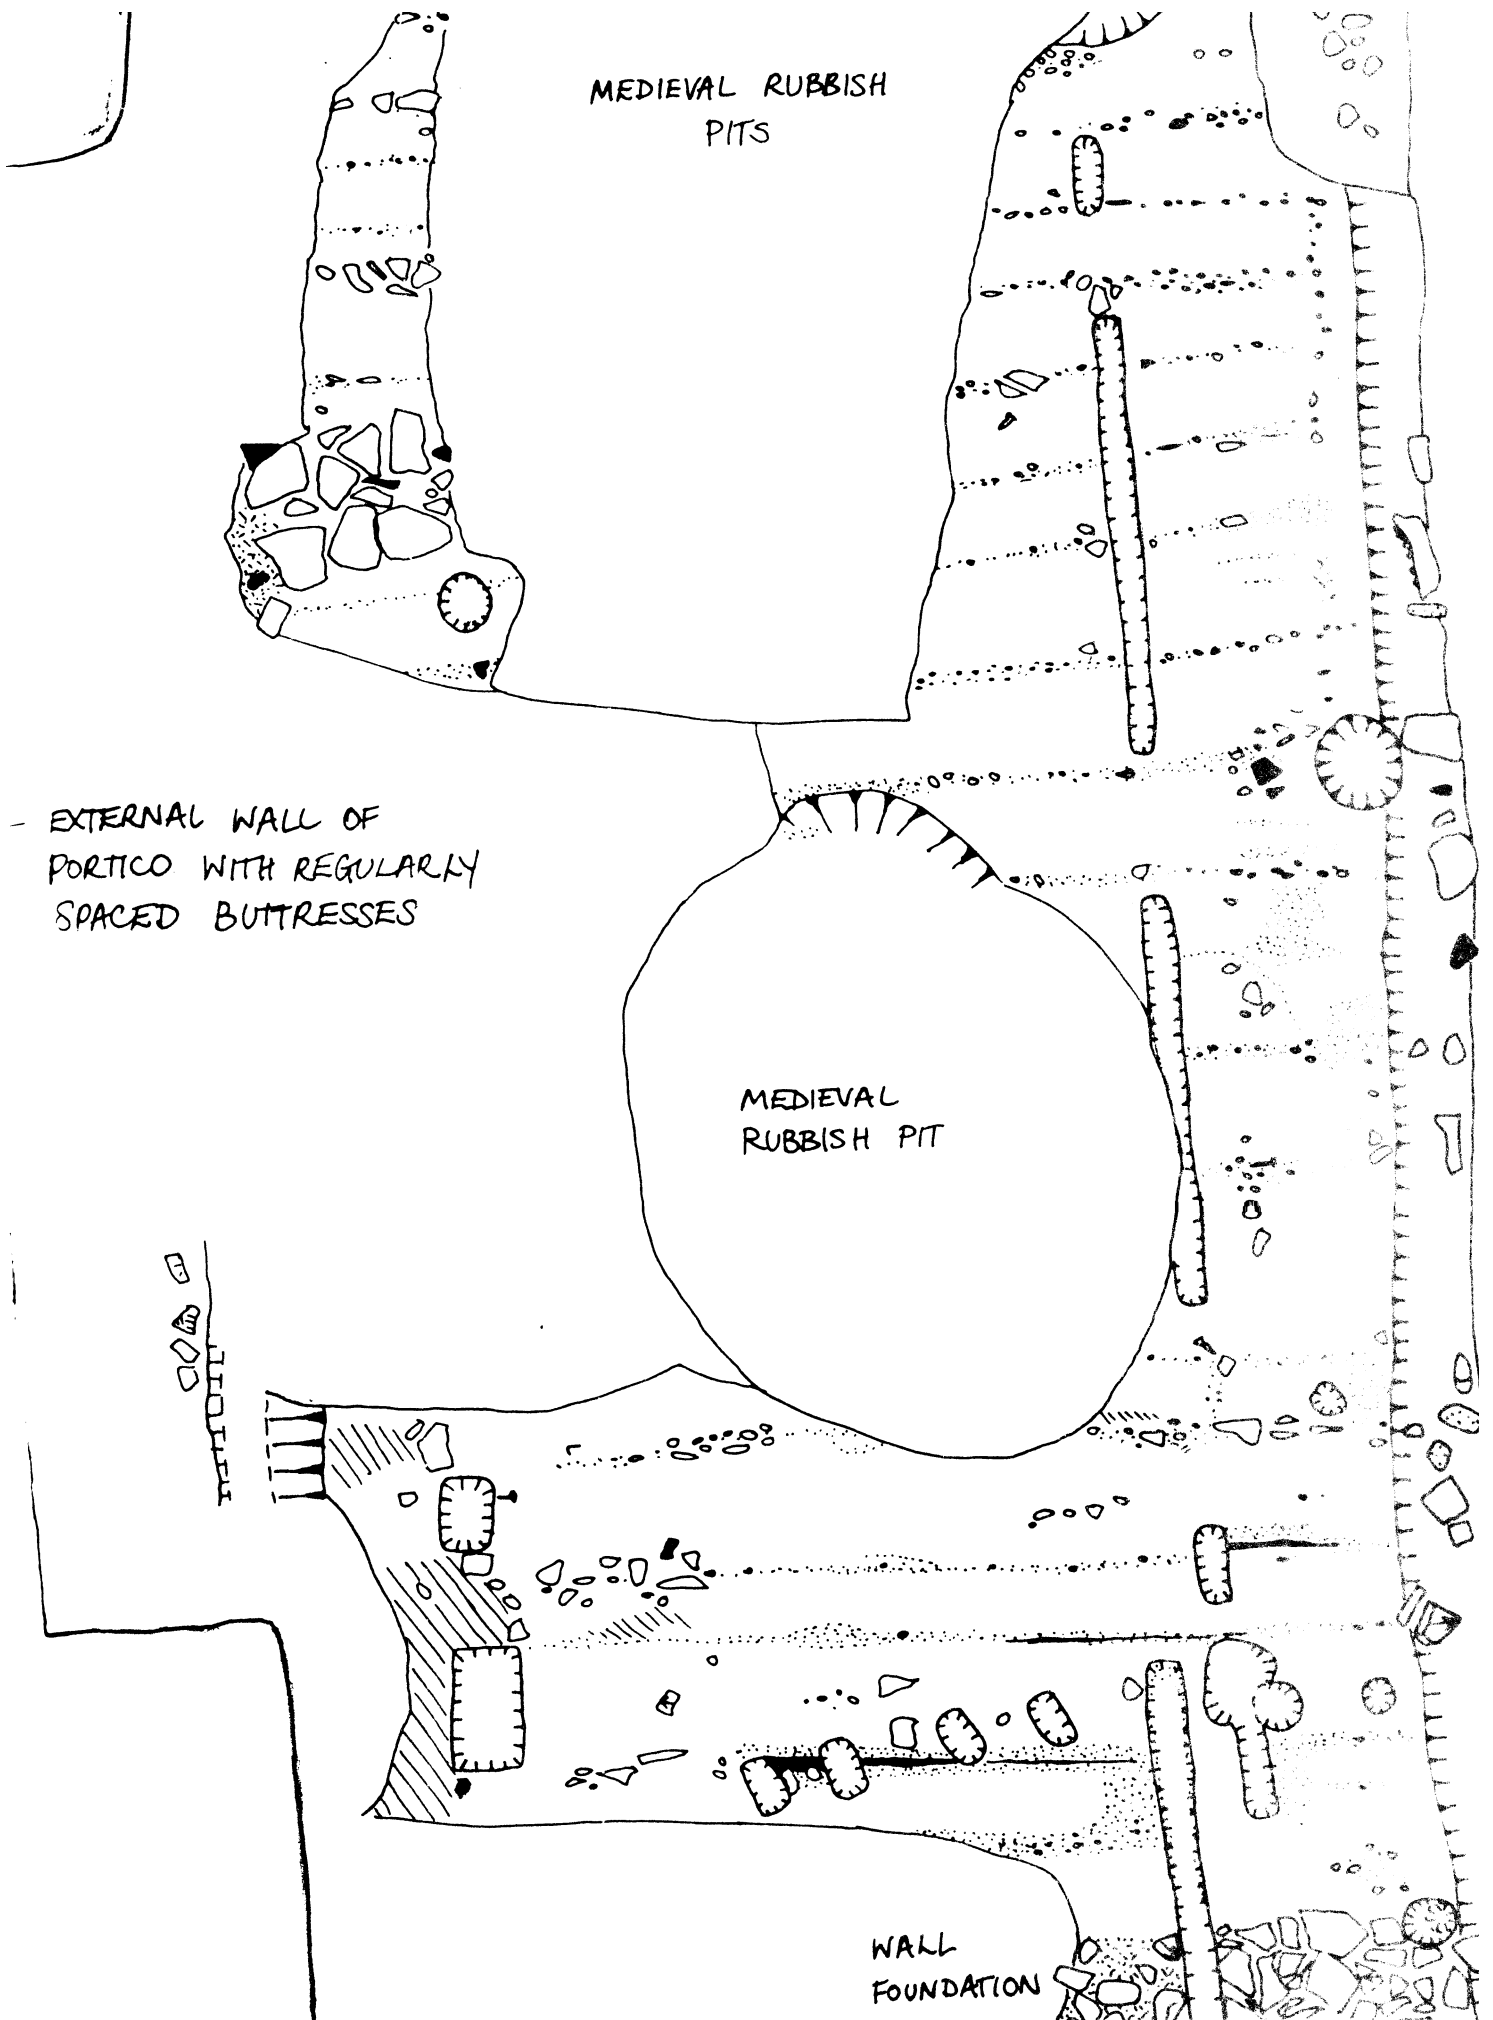 MEDIEVAL RUBBISH
PITS
EXTERNAL WALL OF
PORTICO WITH REGULARLY
SPACED BUTTRESSES
MEDIEVAL
RUBBISH PIT
WALL
FOUNDATION